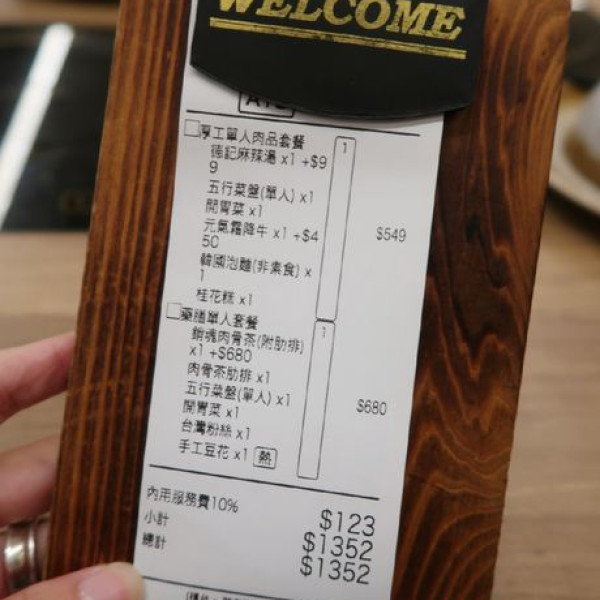 WELCOME
享工單人肉品套餐 1
德記麻辣湯 x1 +$9
9
五行菜盤(單人) x1
開胃菜 x1
元氣霜降牛 x1 +$4 $549
50
韓國泡麵(非素食) x
1
桂花糕 x1
藥膳單人套餐 1
銷魂肉骨茶(附肋排)
x1 +$680
肉骨茶肋排 x1
五行菜盤(單人) x1 $680
開胃菜 x1
台灣粉絲 x1
手工豆花 x1 熱
內用服務費10% $123
小計 $1352
總計 $1352